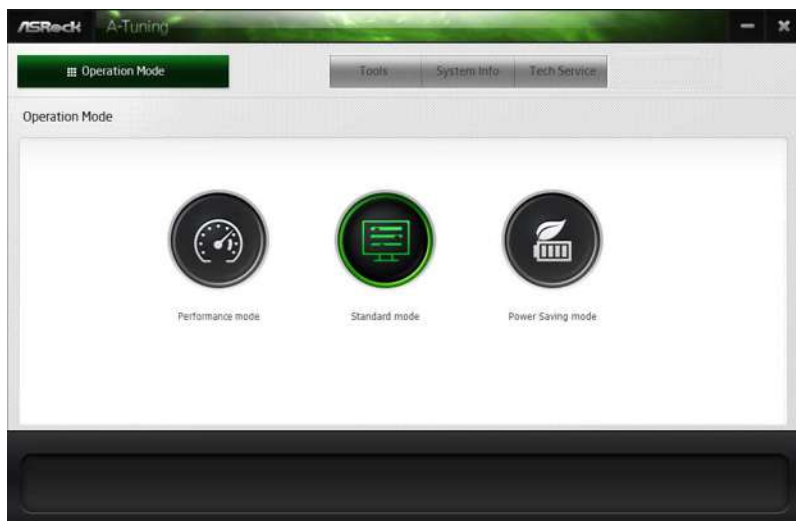 ASRock A-Tuning
Operation Mode Tools System Info Tech Service
Operation Mode
Performance mode Standard mode Power Saving mode